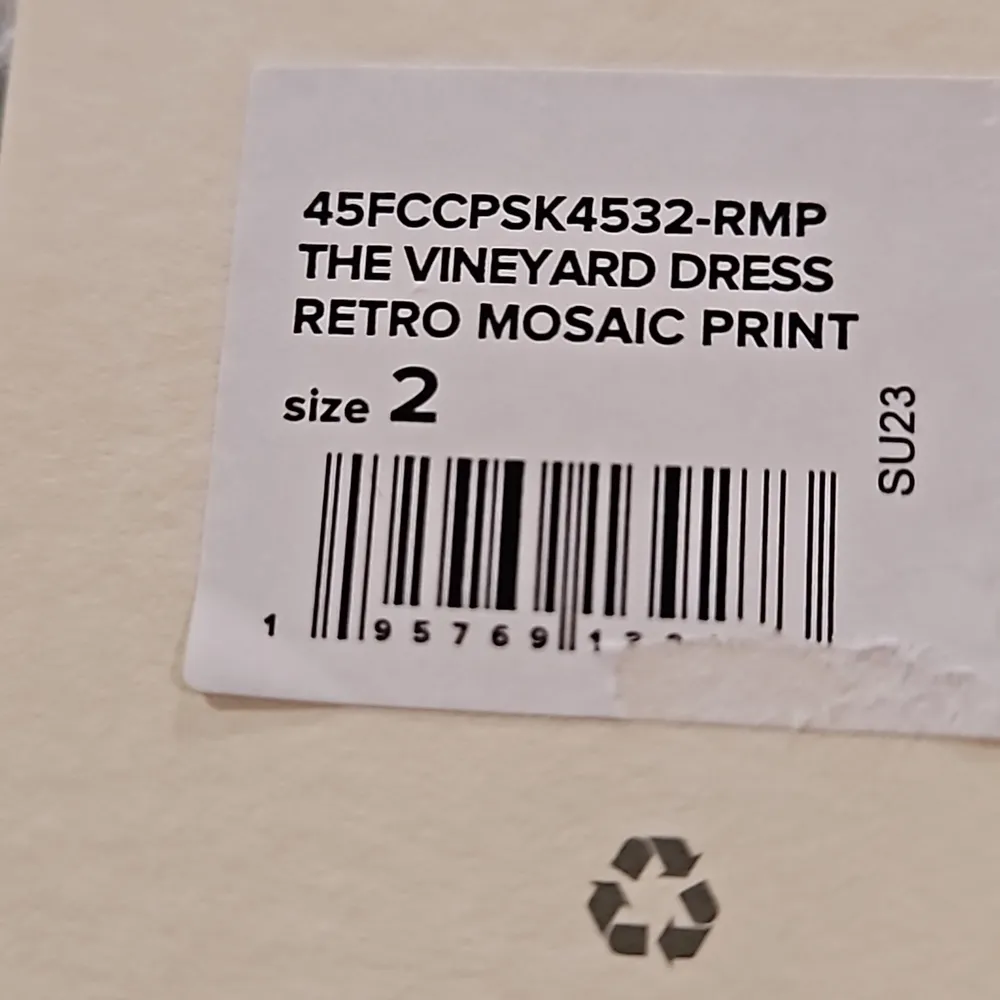 45FCCPSK4532-RMP
THE VINEYARD DRESS
RETRO MOSAIC PRINT
size 2
SU23
1 95769